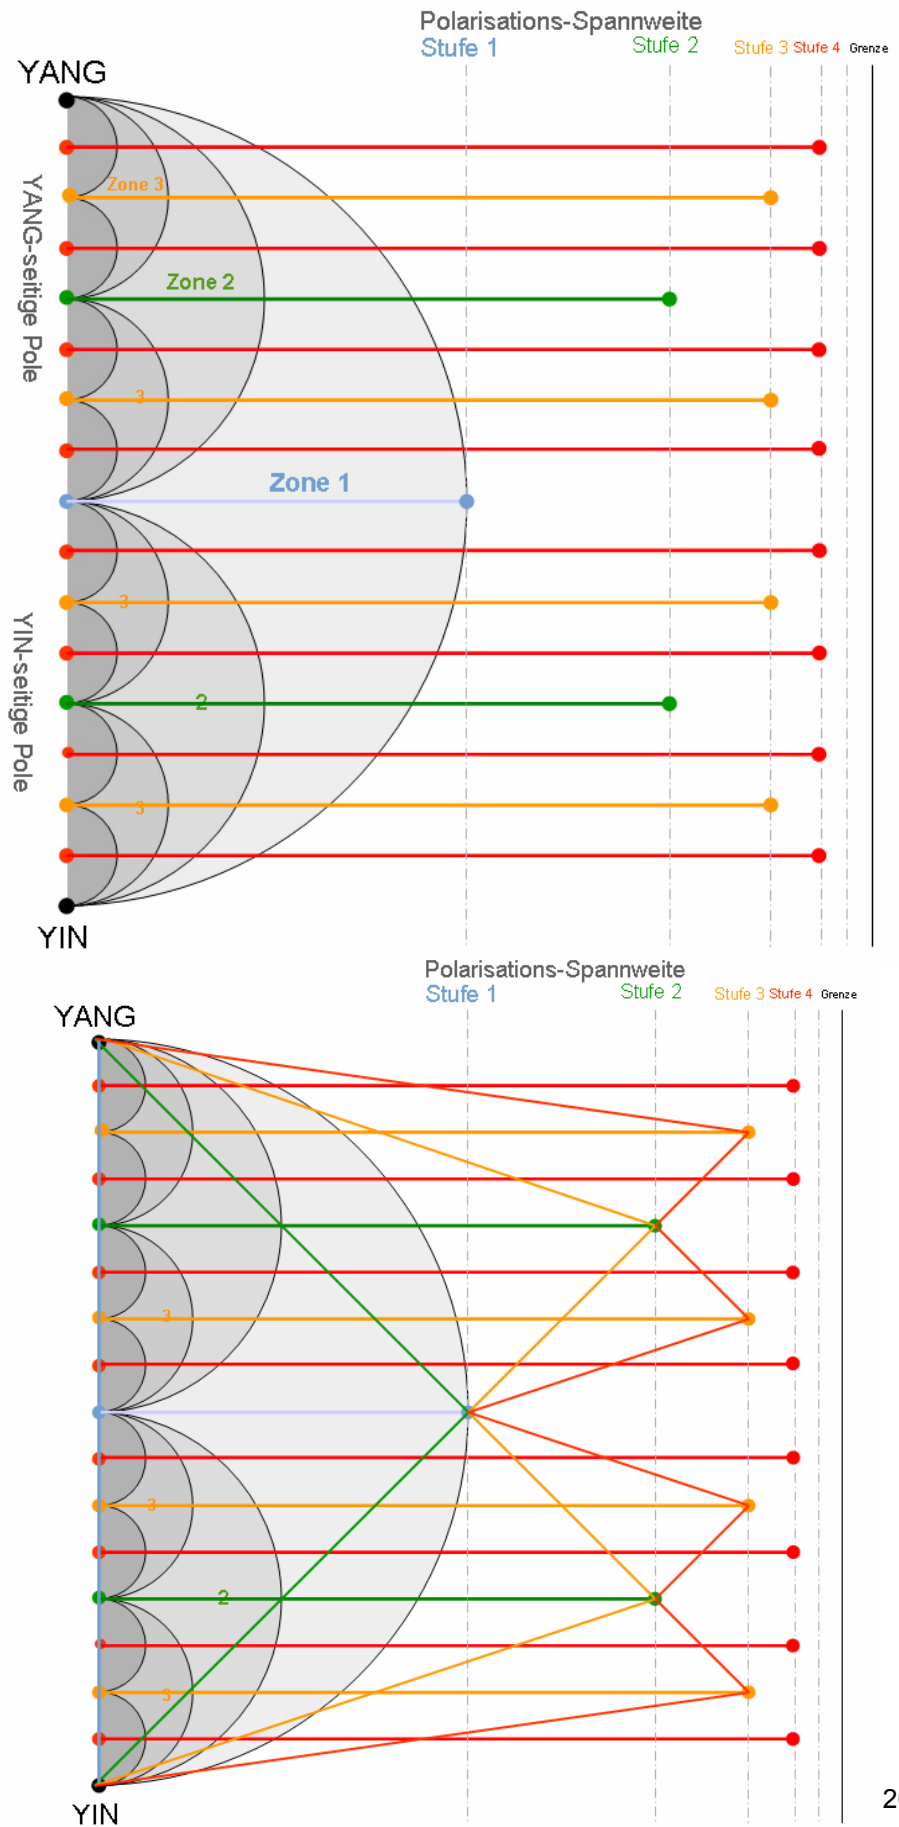 Polarisations-Spannweite
Stufe 1 Stufe 2 Stufe 3 Stufe 4 Grenze
YANG
YANG-seitige Pole
Zone 3
Zone 2
3
Zone 1
YIN-seitige Pole
3
2
3
YIN
Polarisations-Spannweite
Stufe 1 Stufe 2 Stufe 3 Stufe 4 Grenze
YANG
3
3
2
3
YIN